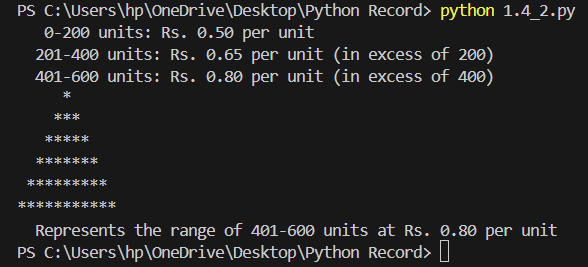 PS C:\Users\hp\OneDrive\Desktop\Python Record> python 1.4_2.py
   0-200 units: Rs. 0.50 per unit
  201-400 units: Rs. 0.65 per unit (in excess of 200)
  401-600 units: Rs. 0.80 per unit (in excess of 400)
     *
    ***
   *****
  *******
 *********
***********
  Represents the range of 401-600 units at Rs. 0.80 per unit
PS C:\Users\hp\OneDrive\Desktop\Python Record>